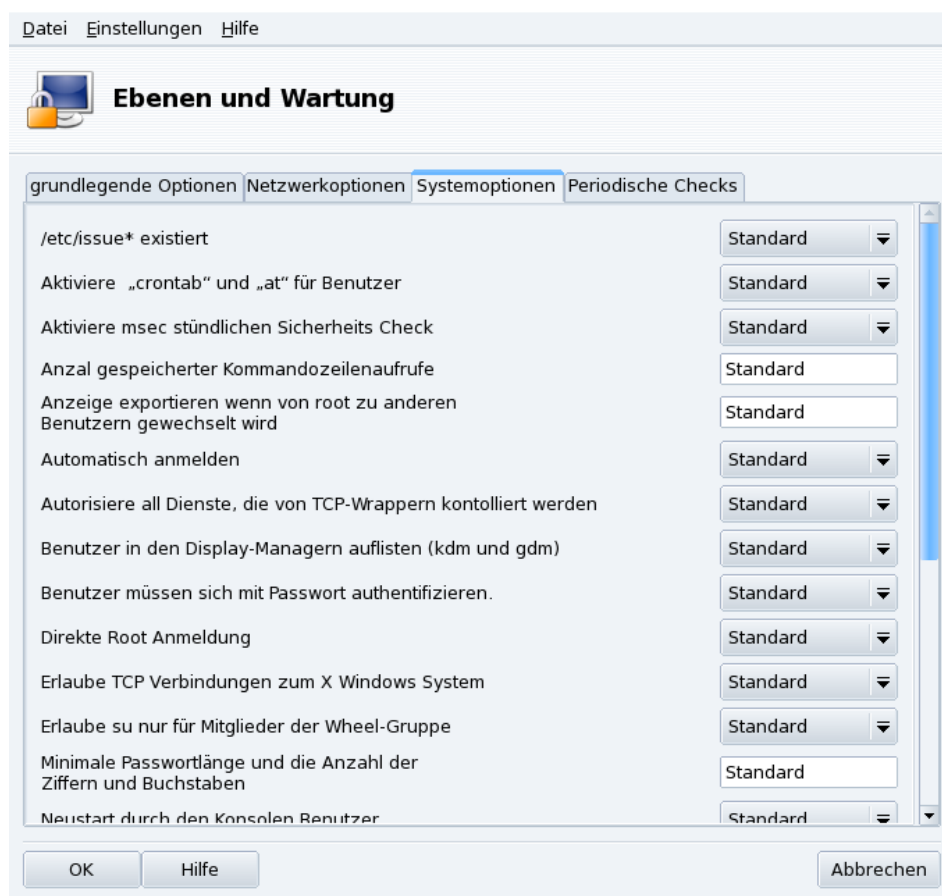 Datei Einstellungen Hilfe
Ebenen und Wartung
grundlegende Optionen Netzwerkoptionen Systemoptionen Periodische Checks
/etc/issue* existiert Standard
Aktiviere „crontab“ und „at“ für Benutzer Standard
Aktiviere msec stündlichen Sicherheits Check Standard
Anzal gespeicherter Kommandozeilenaufrufe Standard
Anzeige exportieren wenn von root zu anderen
Benutzern gewechselt wird Standard
Automatisch anmelden Standard
Autorisiere all Dienste, die von TCP-Wrappern kontolliert werden Standard
Benutzer in den Display-Managern auflisten (kdm und gdm) Standard
Benutzer müssen sich mit Passwort authentifizieren. Standard
Direkte Root Anmeldung Standard
Erlaube TCP Verbindungen zum X Windows System Standard
Erlaube su nur für Mitglieder der Wheel-Gruppe Standard
Minimale Passwortlänge und die Anzahl der
Ziffern und Buchstaben Standard
Neustart durch den Konsolen Benutzer Standard
OK Hilfe Abbrechen